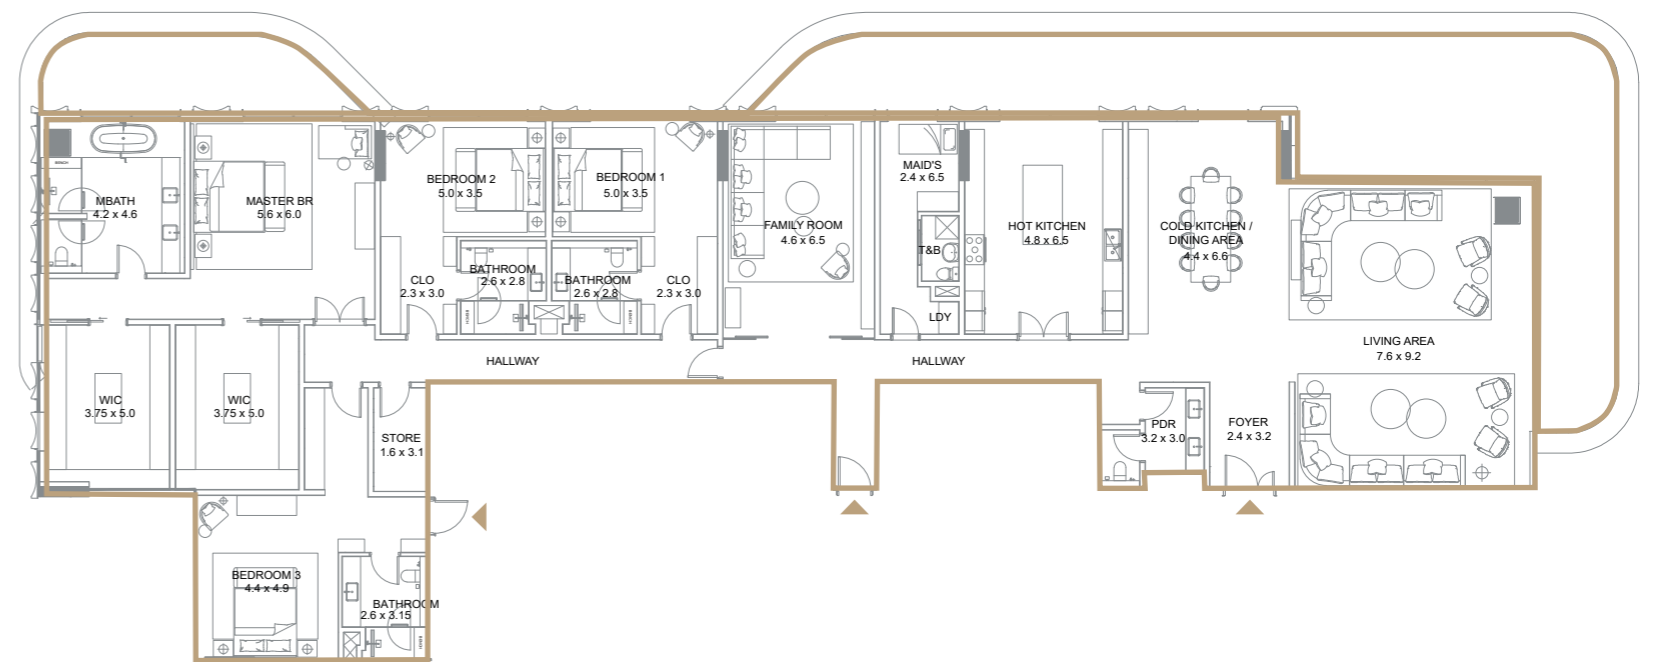 MBATH
4.2 x 4.6
MASTER BR
5.6 x 6.0
BEDROOM 2
5.0 x 3.5
BEDROOM 1
5.0 x 3.5
FAMILY ROOM
4.6 x 6.5
MAID'S
2.4 x 6.5
T&B
LDY
HOT KITCHEN
4.8 x 6.5
COLD KITCHEN /
DINING AREA
4.4 x 6.6
CLO
2.3 x 3.0
BATHROOM
2.6 x 2.8
BATHROOM
2.6 x 2.8
CLO
2.3 x 3.0
HALLWAY
HALLWAY
LIVING AREA
7.6 x 9.2
WIC
3.75 x 5.0
WIC
3.75 x 5.0
STORE
1.6 x 3.1
PDR
3.2 x 3.0
FOYER
2.4 x 3.2
BEDROOM 3
4.4 x 4.9
BATHROOM
2.6 x 3.15